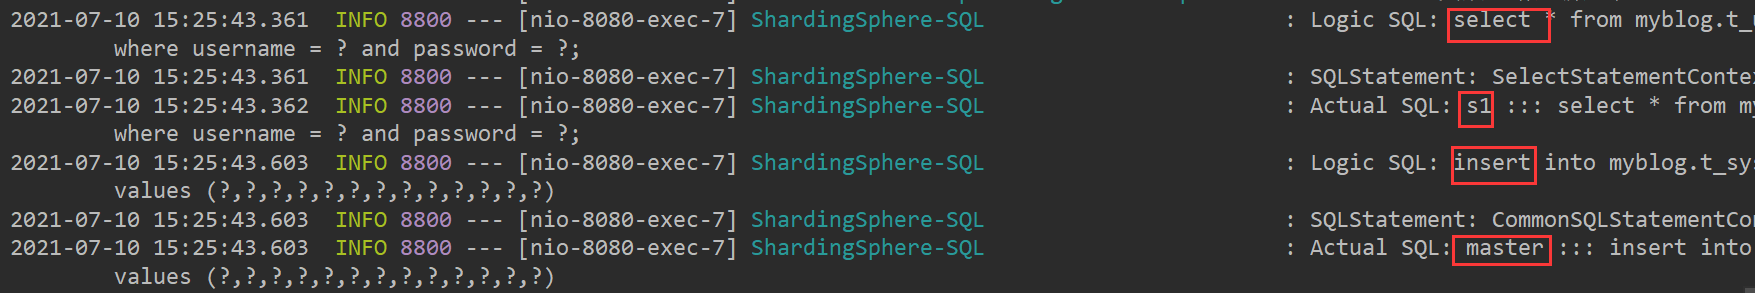 2021-07-10 15:25:43.361 INFO 8800 --- [nio-8080-exec-7] ShardingSphere-SQL : Logic SQL: select * from myblog.t_
where username = ? and password = ?;
2021-07-10 15:25:43.361 INFO 8800 --- [nio-8080-exec-7] ShardingSphere-SQL : SQLStatement: SelectStatementContex
2021-07-10 15:25:43.362 INFO 8800 --- [nio-8080-exec-7] ShardingSphere-SQL : Actual SQL: s1 ::: select * from my
where username = ? and password = ?;
2021-07-10 15:25:43.603 INFO 8800 --- [nio-8080-exec-7] ShardingSphere-SQL : Logic SQL: insert into myblog.t_sys
values (?,?,?,?,?,?,?,?,?,?,?,?,?)
2021-07-10 15:25:43.603 INFO 8800 --- [nio-8080-exec-7] ShardingSphere-SQL : SQLStatement: CommonSQLStatementCon
2021-07-10 15:25:43.603 INFO 8800 --- [nio-8080-exec-7] ShardingSphere-SQL : Actual SQL: master ::: insert into
values (?,?,?,?,?,?,?,?,?,?,?,?,?)